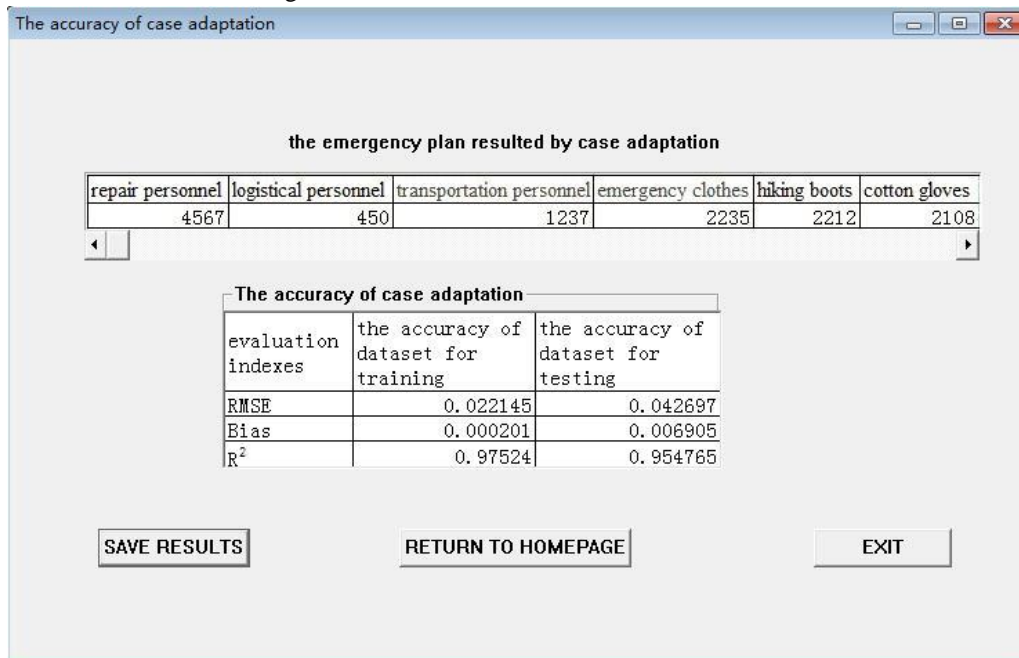 The accuracy of case adaptation
the emergency plan resulted by case adaptation
repair personnel logistical personnel transportation personnel emergency clothes hiking boots cotton gloves
4567 450 1237 2235 2212 2108
The accuracy of case adaptation
evaluation indexes the accuracy of dataset for training the accuracy of dataset for testing
RMSE 0.022145 0.042697
Bias 0.000201 0.006905
R² 0.97524 0.954765
SAVE RESULTS RETURN TO HOMEPAGE EXIT